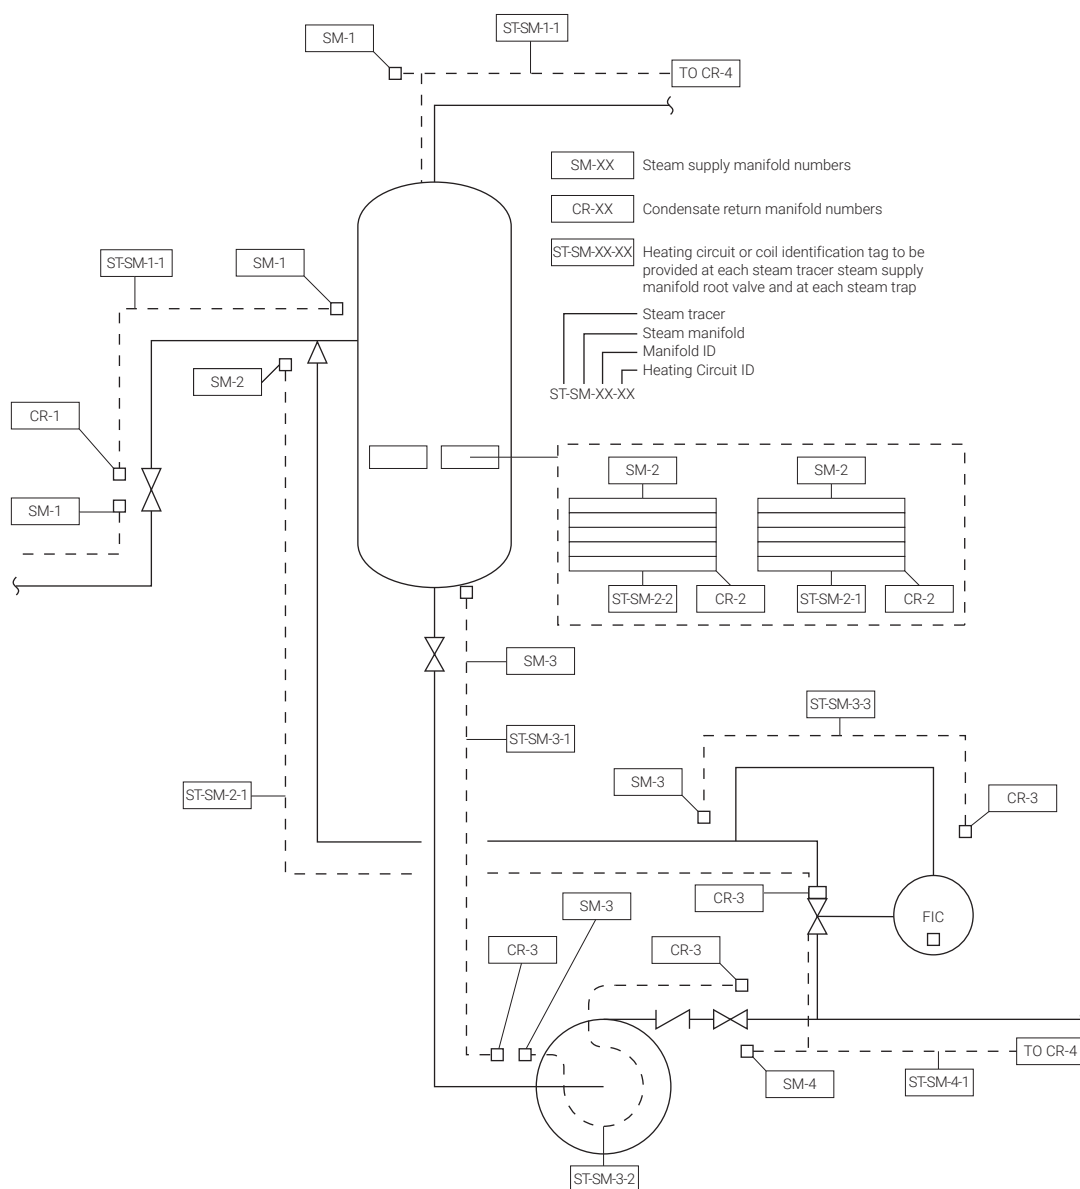 ST-SM-1-1
SM-1
TO CR-4
SM-XX Steam supply manifold numbers
CR-XX Condensate return manifold numbers
ST-SM-XX-XX Heating circuit or coil identification tag to be
provided at each steam tracer steam supply
manifold root valve and at each steam trap
ST-SM-1-1
SM-1
Steam tracer
Steam manifold
Manifold ID
Heating Circuit ID
ST-SM-XX-XX
SM-2
CR-1
SM-1
SM-2
SM-2
ST-SM-2-2
CR-2
ST-SM-2-1
CR-2
SM-3
ST-SM-3-1
ST-SM-3-3
SM-3
CR-3
ST-SM-2-1
CR-3
SM-3
FIC
CR-3
CR-3
TO CR-4
SM-4
ST-SM-4-1
ST-SM-3-2